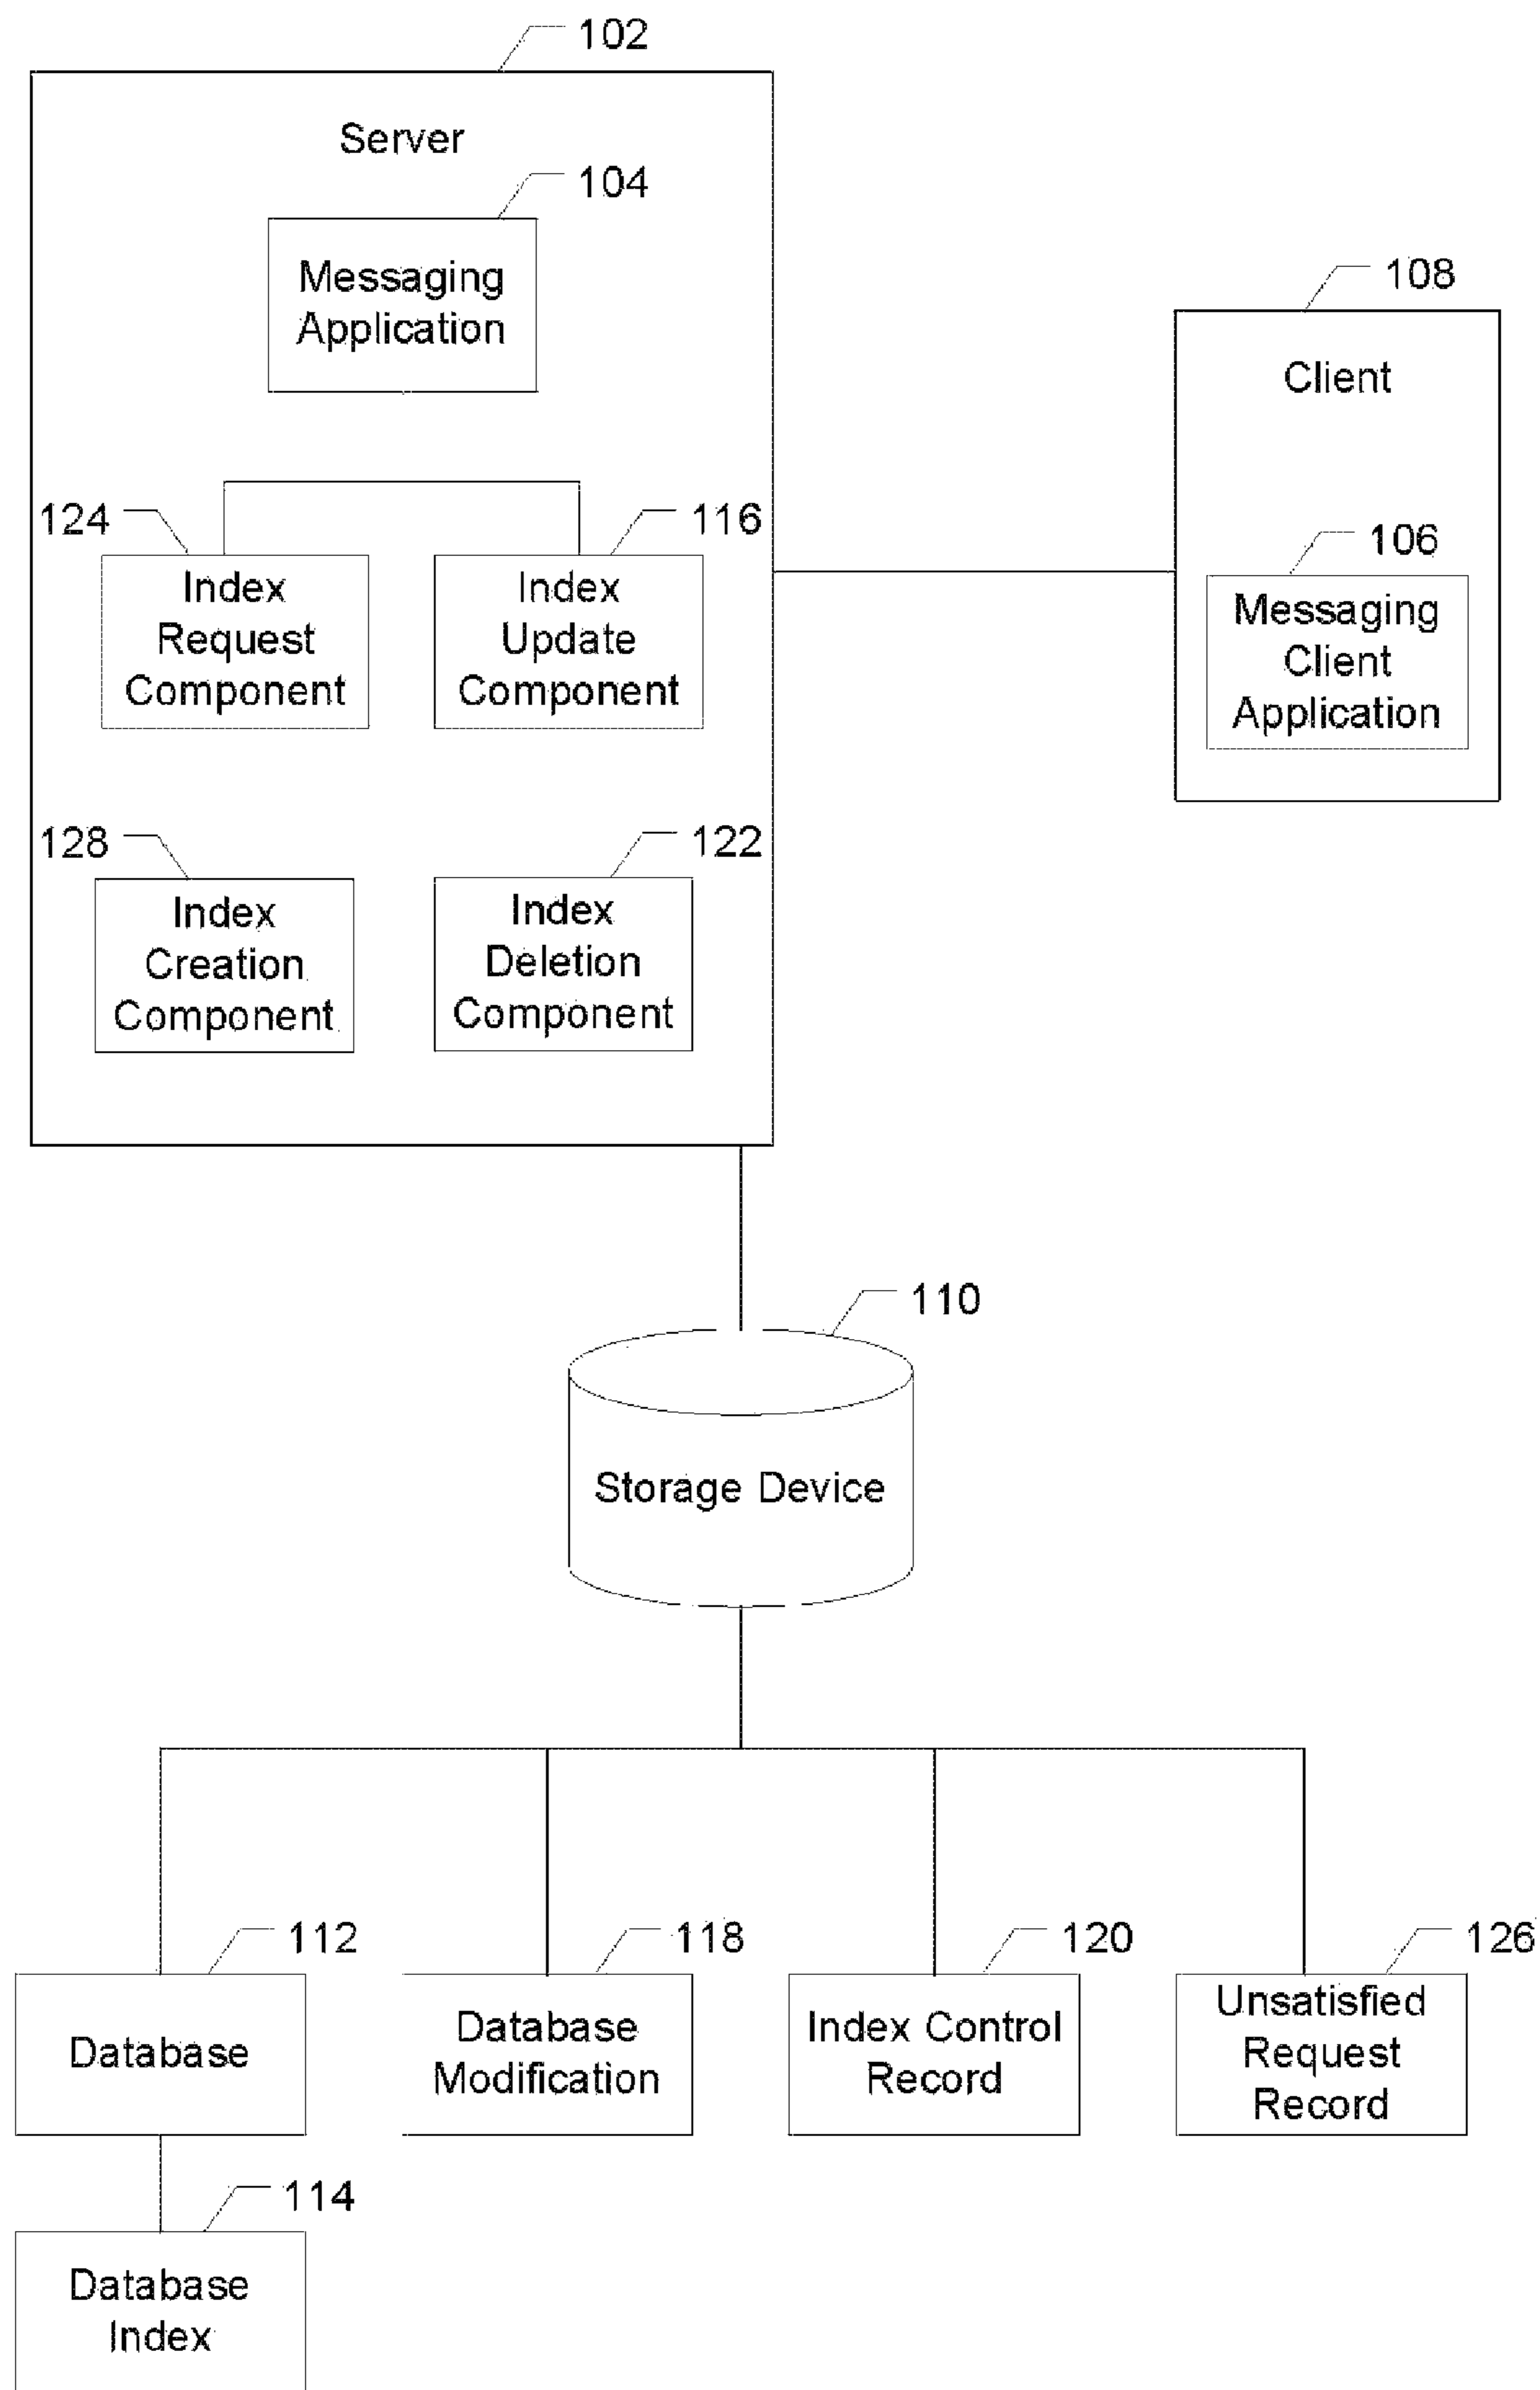 102
Server
104
Messaging
Application
108
Client
124
116
106
Index
Request
Component
Index
Update
Component
Messaging
Client
Application
128
122
Index
Creation
Component
Index
Deletion
Component
110
Storage Device
112
118
120
126
Database
Database
Modification
Index Control
Record
Unsatisfied
Request
Record
114
Database
Index